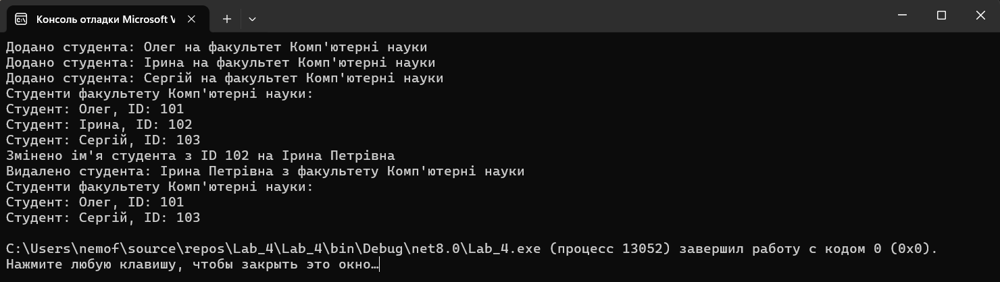 Консоль отладки Microsoft V
Додано студента: Олег на факультет Комп'ютерні науки
Додано студента: Ірина на факультет Комп'ютерні науки
Додано студента: Сергій на факультет Комп'ютерні науки
Студенти факультету Комп'ютерні науки:
Студент: Олег, ID: 101
Студент: Ірина, ID: 102
Студент: Сергій, ID: 103
Змінено ім'я студента з ID 102 на Ірина Петрівна
Видалено студента: Ірина Петрівна з факультету Комп'ютерні науки
Студенти факультету Комп'ютерні науки:
Студент: Олег, ID: 101
Студент: Сергій, ID: 103
C:\Users\nemof\source\repos\Lab_4\Lab_4\bin\Debug\net8.0\Lab_4.exe (процесс 13052) завершил работу с кодом 0 (0x0).
Нажмите любую клавишу, чтобы закрыть это окно…